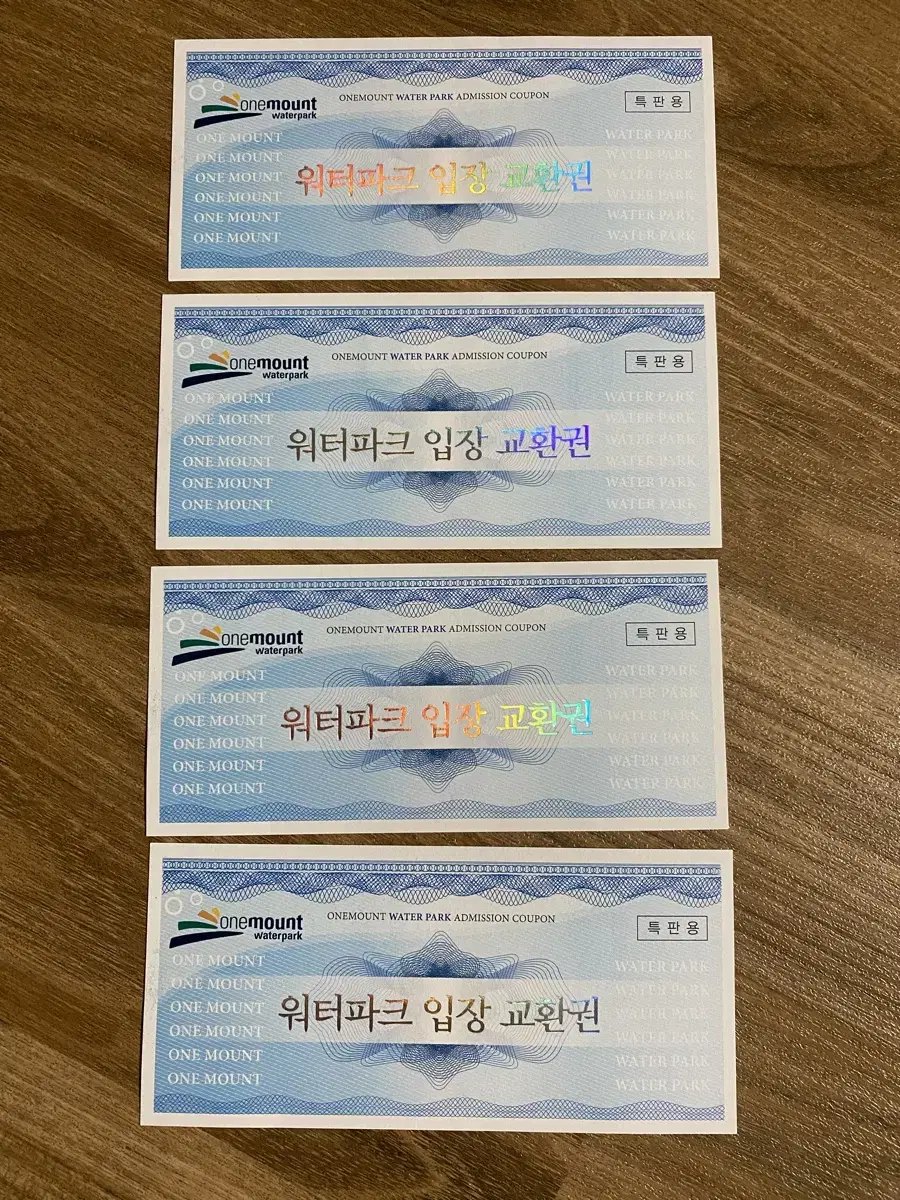 onemount
waterpark
ONEMOUNT WATER PARK ADMISSION COUPON
특판용
워터파크 입장 교환권
ONE MOUNT
ONE MOUNT
ONE MOUNT
ONE MOUNT
ONE MOUNT
ONE MOUNT
WATER PARK
WATER PARK
WATER PARK
WATER PARK
WATER PARK
WATER PARK
onemount
waterpark
ONEMOUNT WATER PARK ADMISSION COUPON
특판용
워터파크 입장 교환권
ONE MOUNT
ONE MOUNT
ONE MOUNT
ONE MOUNT
ONE MOUNT
ONE MOUNT
WATER PARK
WATER PARK
WATER PARK
WATER PARK
WATER PARK
WATER PARK
onemount
waterpark
ONEMOUNT WATER PARK ADMISSION COUPON
특판용
워터파크 입장 교환권
ONE MOUNT
ONE MOUNT
ONE MOUNT
ONE MOUNT
ONE MOUNT
ONE MOUNT
WATER PARK
WATER PARK
WATER PARK
WATER PARK
WATER PARK
WATER PARK
onemount
waterpark
ONEMOUNT WATER PARK ADMISSION COUPON
특판용
워터파크 입장 교환권
ONE MOUNT
ONE MOUNT
ONE MOUNT
ONE MOUNT
ONE MOUNT
ONE MOUNT
WATER PARK
WATER PARK
WATER PARK
WATER PARK
WATER PARK
WATER PARK